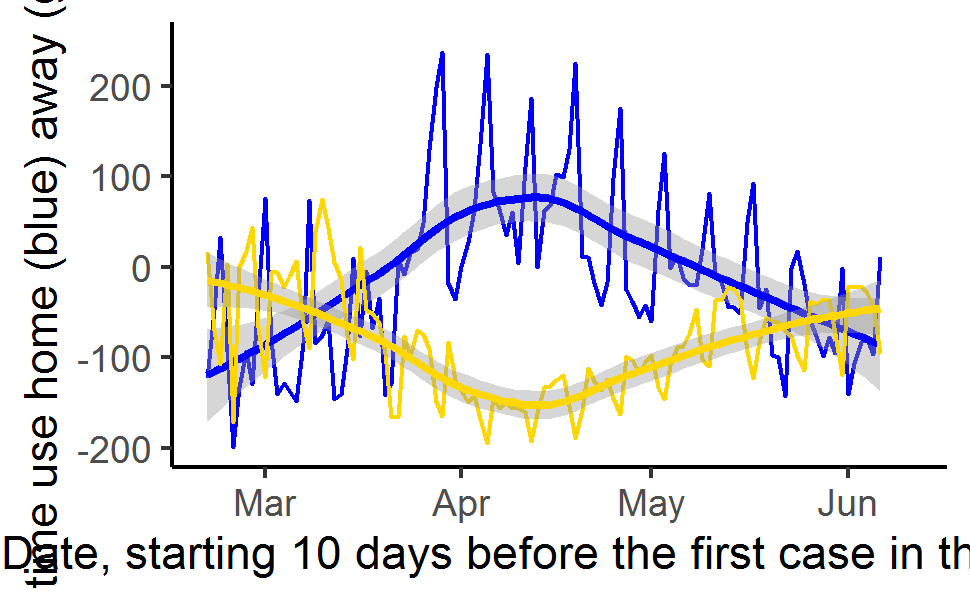 time use home (blue) away (
200
100
0
-100
-200
Mar Apr May Jun
Date, starting 10 days before the first case in th